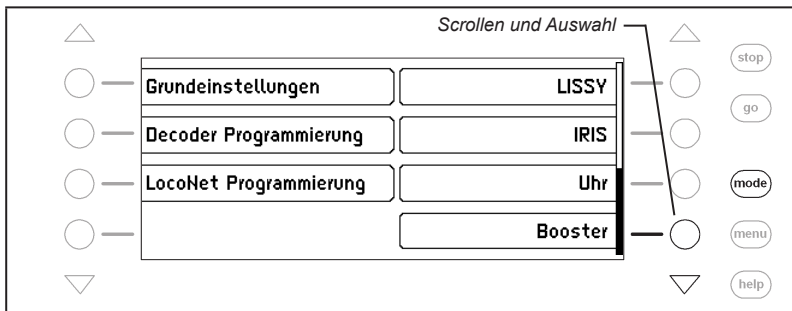 Scrollen und Auswahl
stop
Grundeinstellungen LISSY
go
Decoder Programmierung IRIS
LocoNet Programmierung Uhr
mode
Booster
menu
help